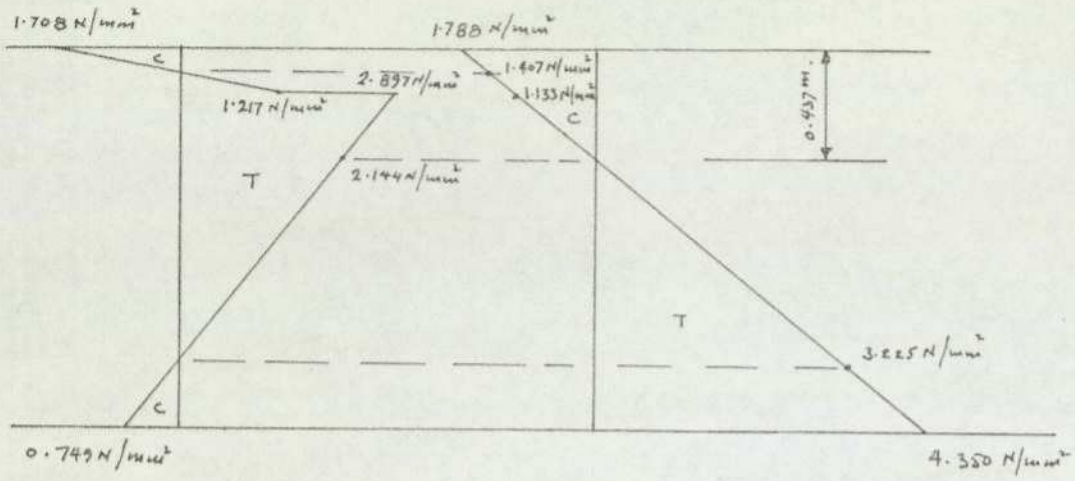 1.708 N/mm²
1.788 N/mm²
C
2.897 N/mm²
1.407 N/mm²
1.217 N/mm²
1.133 N/mm²
C
0.437 m.
T
2.144 N/mm²
T
3.225 N/mm²
C
0.749 N/mm²
4.350 N/mm²